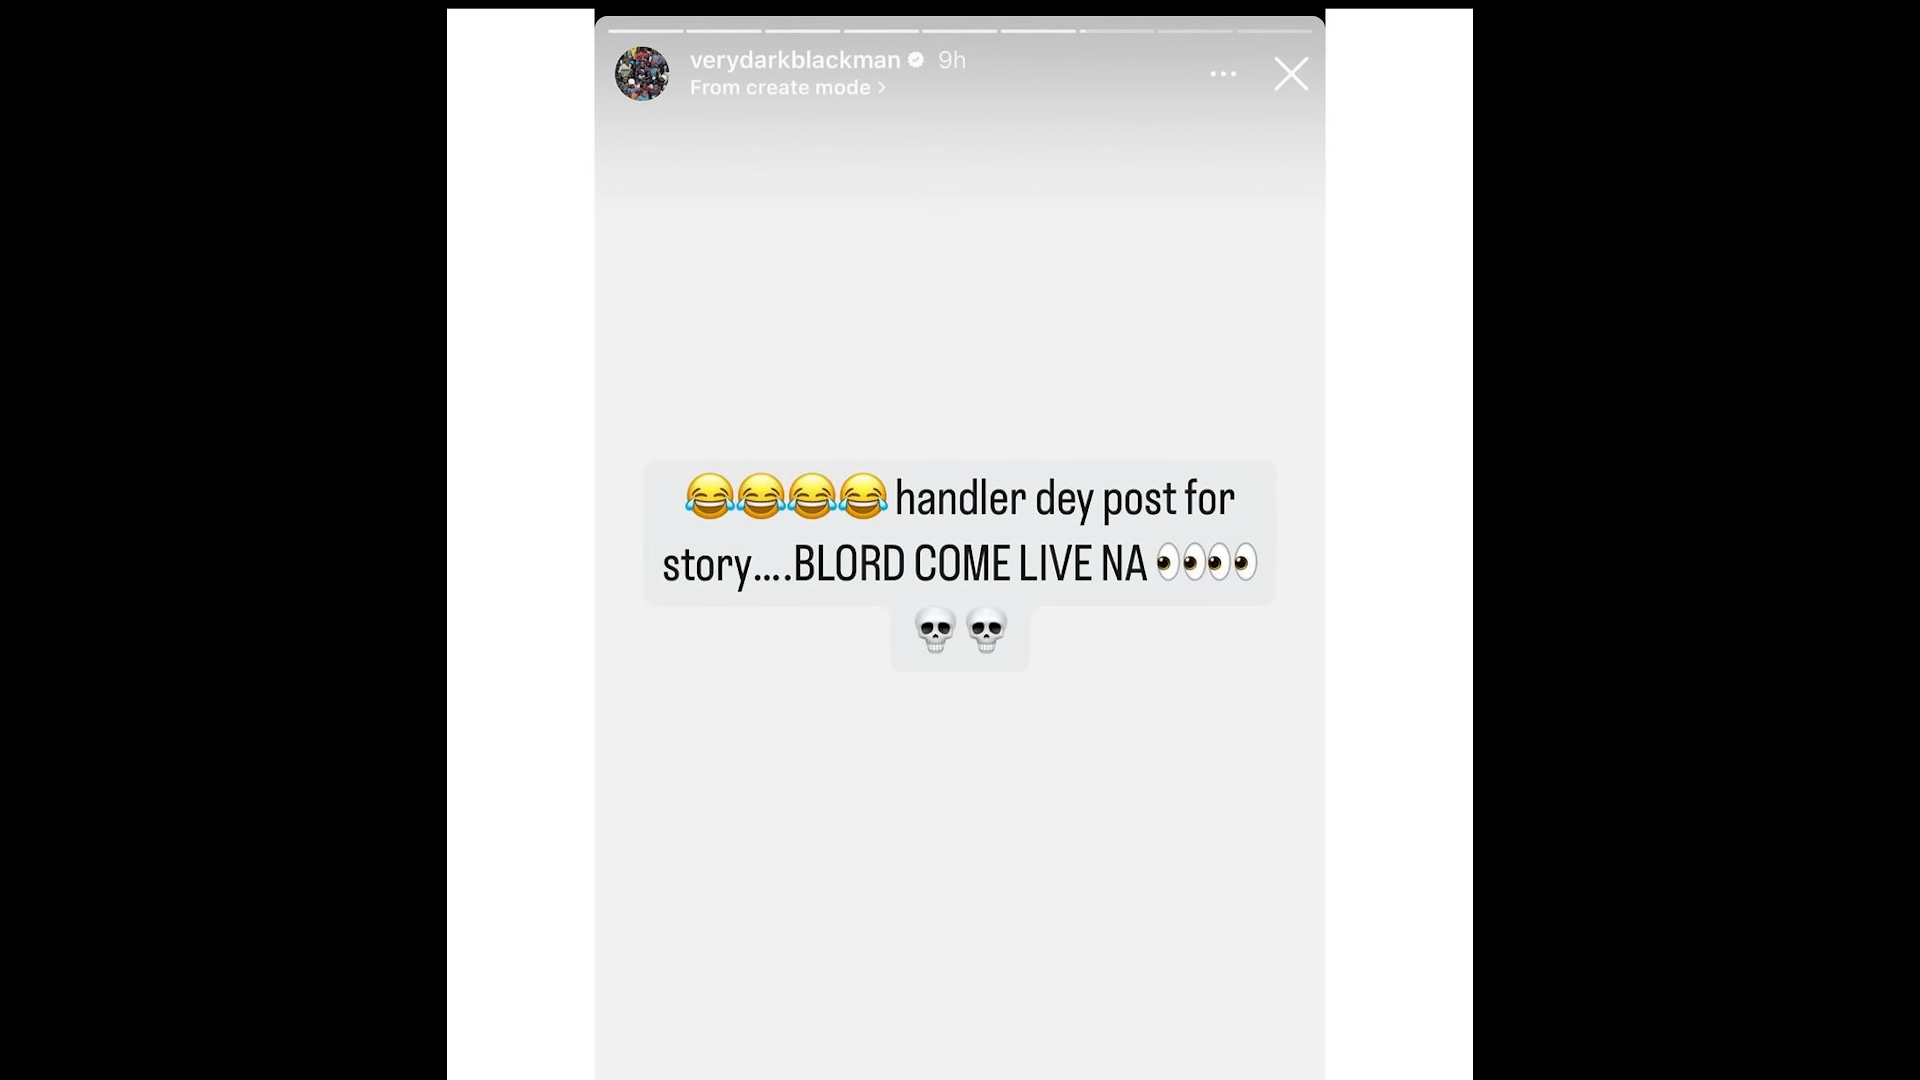 verydarkblackman 9h
From create mode >
😂😂😂😂 handler dey post for
story....BLORD COME LIVE NA 👀👀
💀💀